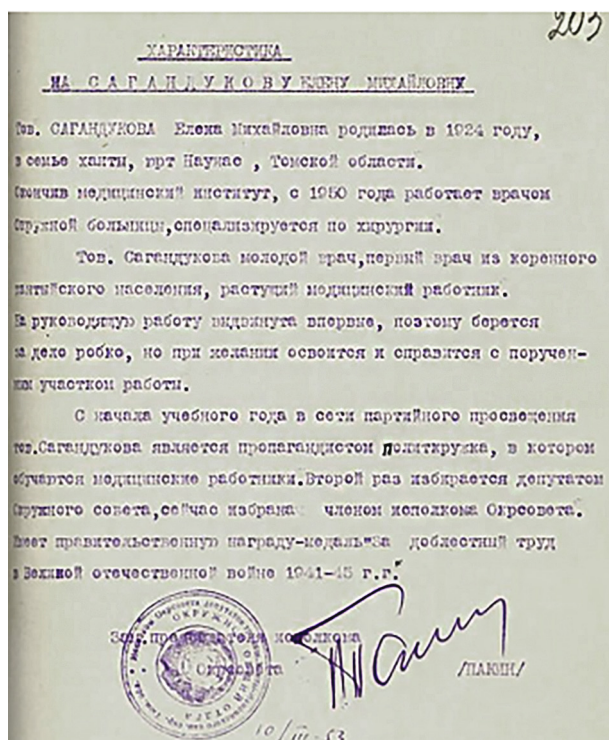 203
ХАРАКТЕРИСТИКА
НА САГАНДУКОВУ ЕЛЕНУ МИХАЙЛОВНУ
Тов. САГАНДУКОВА Елена Михайловна родилась в 1924 году,
в семье ханты, юрт Наунас , Томской области.
Окончив медицинский институт, с 1950 года работает врачом
Окружной больницы,спецализируется по хирургии.
Тов. Сагандукова молодой врач,первый врач из коренного
хантыйского населения, растущий медицинский работник.
На руководящую работу выдвинута впервые, поэтому берется
за дело робко, но при желании освоится и справится с поручен-
ным участком работы.
С начала учебного года в сети партийного просвещения
тов.Сагандукова является пропагандистом политкружка, в котором
обучаются медицинские работники.Второй раз избирается депутатом
Окружного совета,сейчас избрана членом исполкома Окрсовета.
Имеет правительственную награду-медаль"За доблестный труд
в Великой отечественной войне 1941-45 г.г."
Зам.председателя исполкома
Окрсовета /ПАКИН/
10/III-53